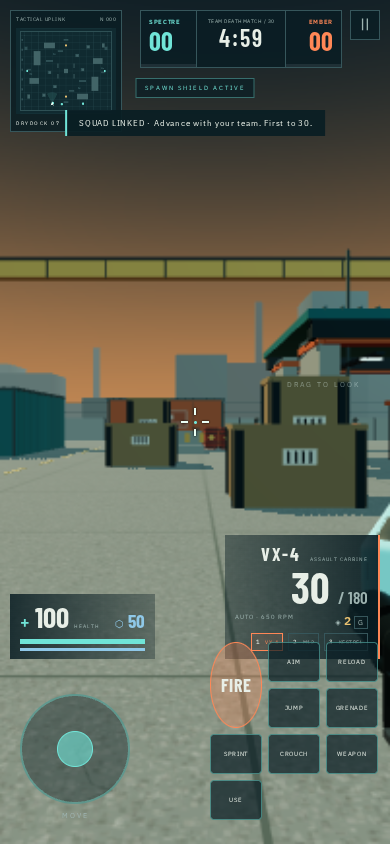 TACTICAL UPLINK N 000
SPECTRE
00
TEAM DEATH MATCH / 30
4:59
EMBER
00
SPAWN SHIELD ACTIVE
DRYDOCK 07
SQUAD LINKED · Advance with your team. First to 30.
DRAG TO LOOK
VX-4 ASSAULT CARBINE
30 / 180
AUTO · 650 RPM
2 G
+ 100 HEALTH 50
1
FIRE
AIM
RELOAD
JUMP
GRENADE
SPRINT
CROUCH
WEAPON
USE
MOVE